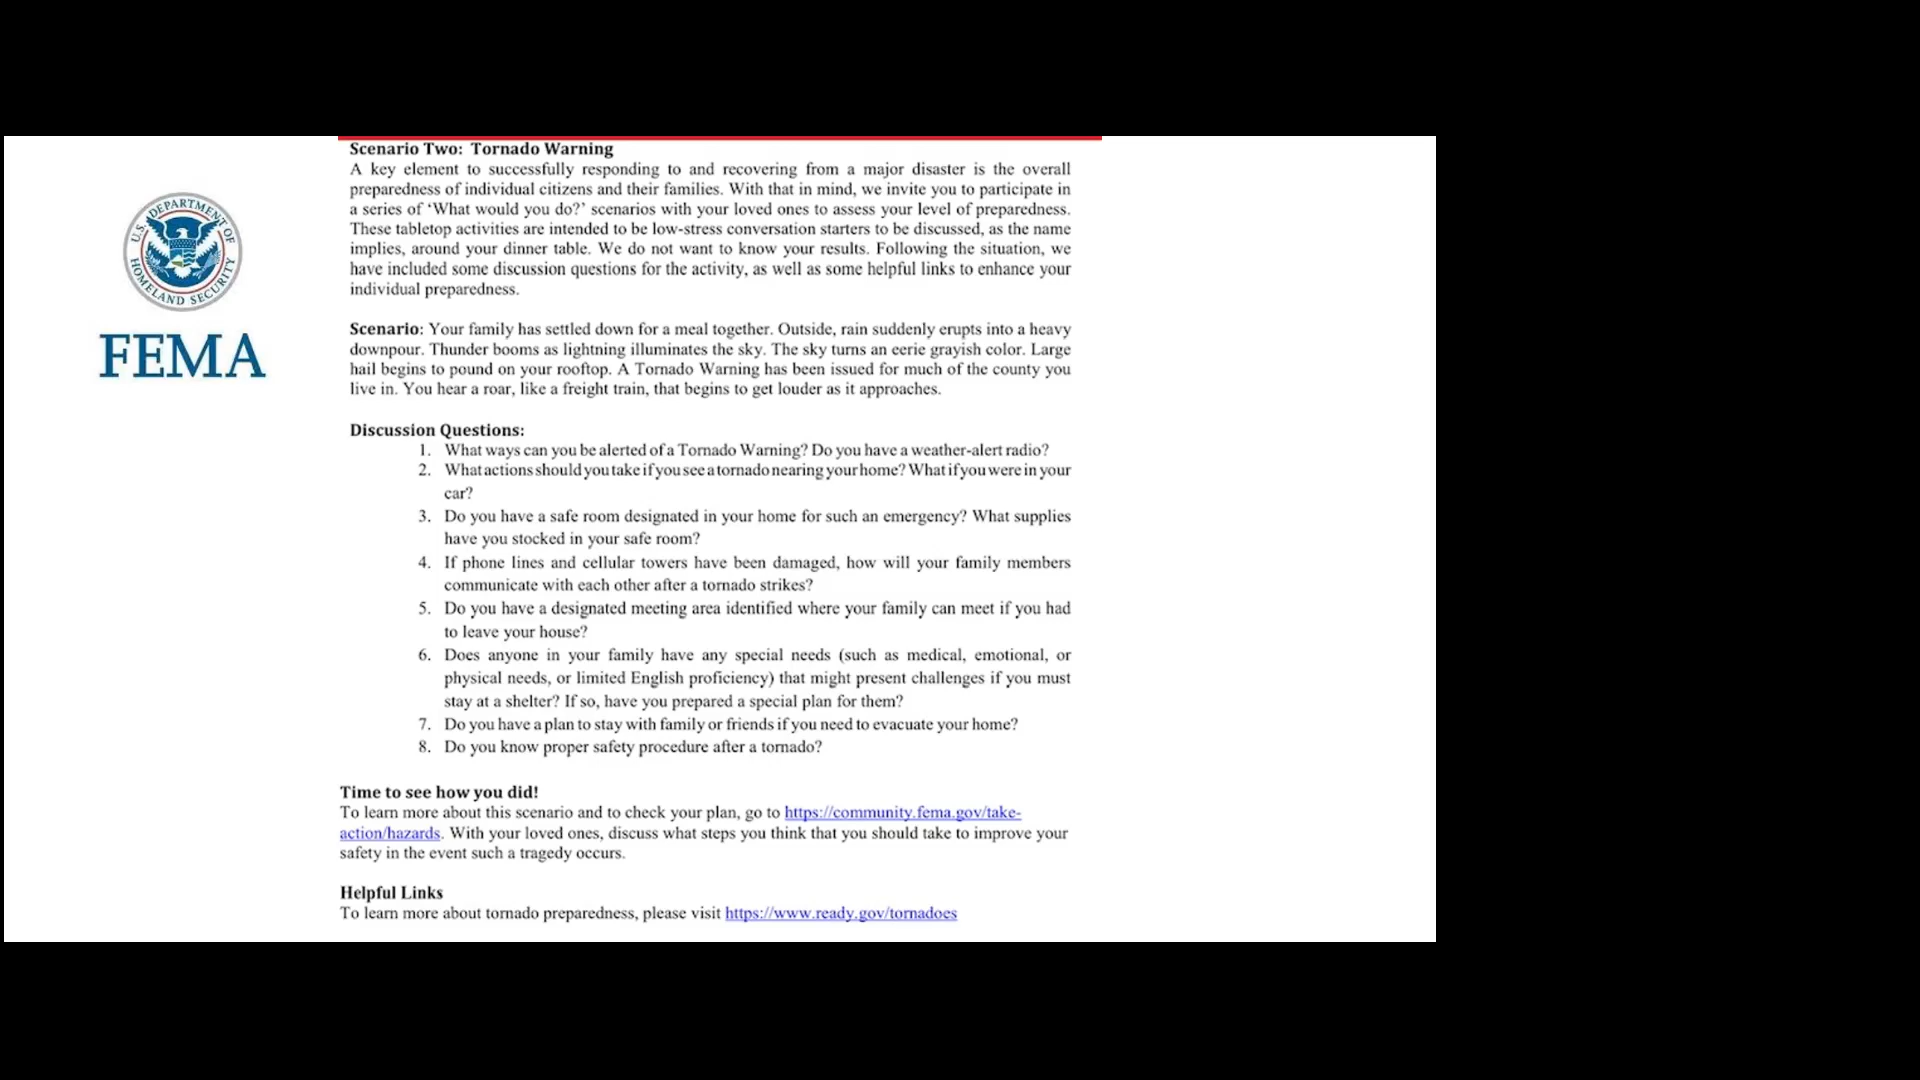 U.S. DEPARTMENT OF
HOMELAND SECURITY
FEMA
Scenario Two: Tornado Warning
A key element to successfully responding to and recovering from a major disaster is the overall
preparedness of individual citizens and their families. With that in mind, we invite you to participate in
a series of ‘What would you do?’ scenarios with your loved ones to assess your level of preparedness.
These tabletop activities are intended to be low-stress conversation starters to be discussed, as the name
implies, around your dinner table. We do not want to know your results. Following the situation, we
have included some discussion questions for the activity, as well as some helpful links to enhance your
individual preparedness.
Scenario: Your family has settled down for a meal together. Outside, rain suddenly erupts into a heavy
downpour. Thunder booms as lightning illuminates the sky. The sky turns an eerie grayish color. Large
hail begins to pound on your rooftop. A Tornado Warning has been issued for much of the county you
live in. You hear a roar, like a freight train, that begins to get louder as it approaches.
Discussion Questions:
1. What ways can you be alerted of a Tornado Warning? Do you have a weather-alert radio?
2. What actions should you take if you see a tornado nearing your home? What if you were in your
car?
3. Do you have a safe room designated in your home for such an emergency? What supplies
have you stocked in your safe room?
4. If phone lines and cellular towers have been damaged, how will your family members
communicate with each other after a tornado strikes?
5. Do you have a designated meeting area identified where your family can meet if you had
to leave your house?
6. Does anyone in your family have any special needs (such as medical, emotional, or
physical needs, or limited English proficiency) that might present challenges if you must
stay at a shelter? If so, have you prepared a special plan for them?
7. Do you have a plan to stay with family or friends if you need to evacuate your home?
8. Do you know proper safety procedure after a tornado?
Time to see how you did!
To learn more about this scenario and to check your plan, go to https://community.fema.gov/take-
action/hazards. With your loved ones, discuss what steps you think that you should take to improve your
safety in the event such a tragedy occurs.
Helpful Links
To learn more about tornado preparedness, please visit https://www.ready.gov/tornadoes